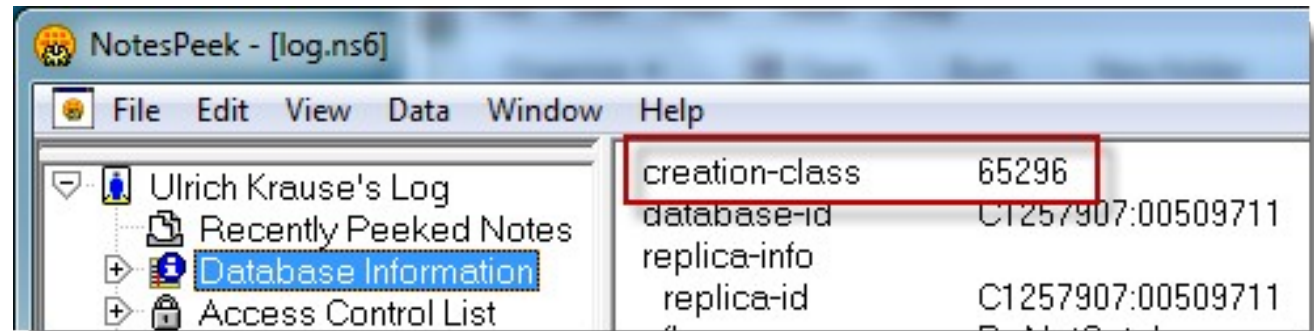 NotesPeek - [log.ns6]
File Edit View Data Window Help
Ulrich Krause's Log
Recently Peeked Notes
Database Information
Access Control List
creation-class 65296
database-id C1257907:00509711
replica-info
replica-id C1257907:00509711